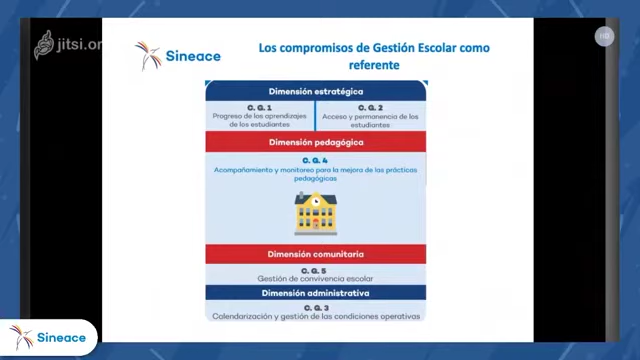 jitsi.or
HD
Sineace
Los compromisos de Gestión Escolar como
referente
Dimensión estratégica
C. G. 1
Progreso de los aprendizajes
de los estudiantes
C. G. 2
Acceso y permanencia de los
estudiantes
Dimensión pedagógica
C. G. 4
Acompañamiento y monitoreo para la mejora de las prácticas
pedagógicas
Dimensión comunitaria
C. G. 5
Gestión de convivencia escolar
Dimensión administrativa
C. G. 3
Calendarización y gestión de las condiciones operativas
Sineace